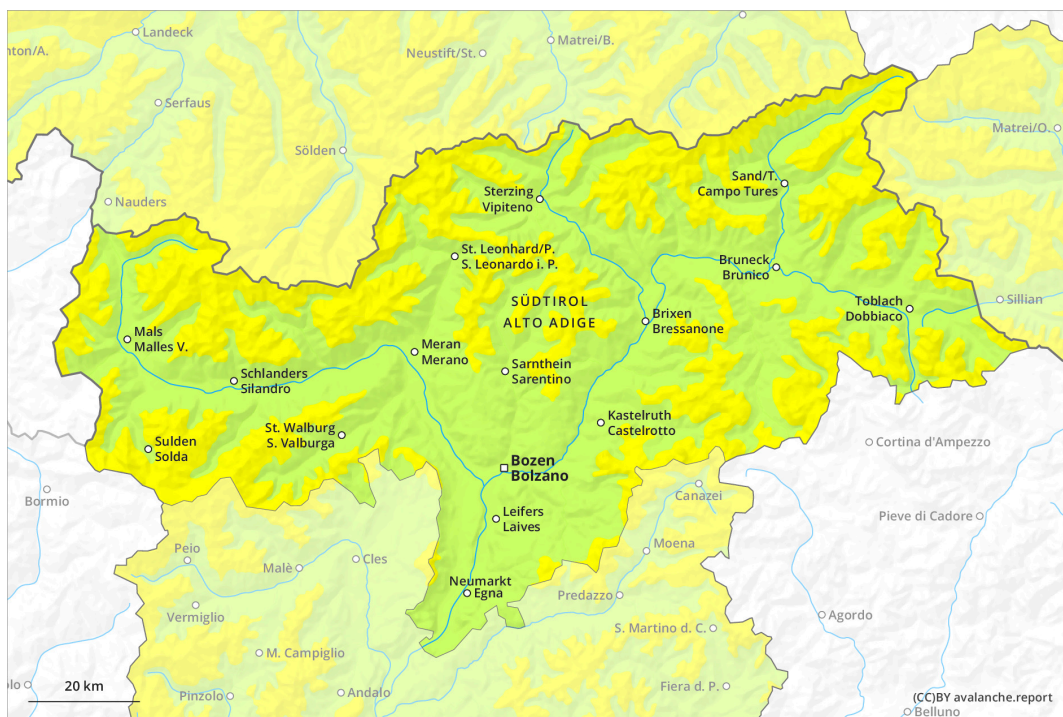 Landeck
nton/A.
Neustift/St.
Matrei/B.
Serfaus
Matrei/O.
Sölden
Sand/T.
Campo Tures
Sterzing
Vipiteno
Nauders
St. Leonhard/P.
S. Leonardo i. P.
Bruneck
Brunico
SÜDTIROL
ALTO ADIGE
Toblach
Dobbiaco
Sillian
Brixen
Bressanone
Mals
Malles V.
Meran
Merano
Schlanders
Silandro
Sarnthein
Sarentino
Kastelruth
Castelrotto
St. Walburg
S. Valburga
Sulden
Solda
Cortina d'Ampezzo
Bozen
Bolzano
Bormio
Canazei
Leifers
Laives
Pieve di Cadore
Peio
Moena
Malè
Cles
Neumarkt
Egna
Predazzo
Vermiglio
Agordo
S. Martino d. C.
M. Campiglio
olo
20 km
Pinzolo
Andalo
Fiera d. P.
(CC)BY avalanche.report
Belluno